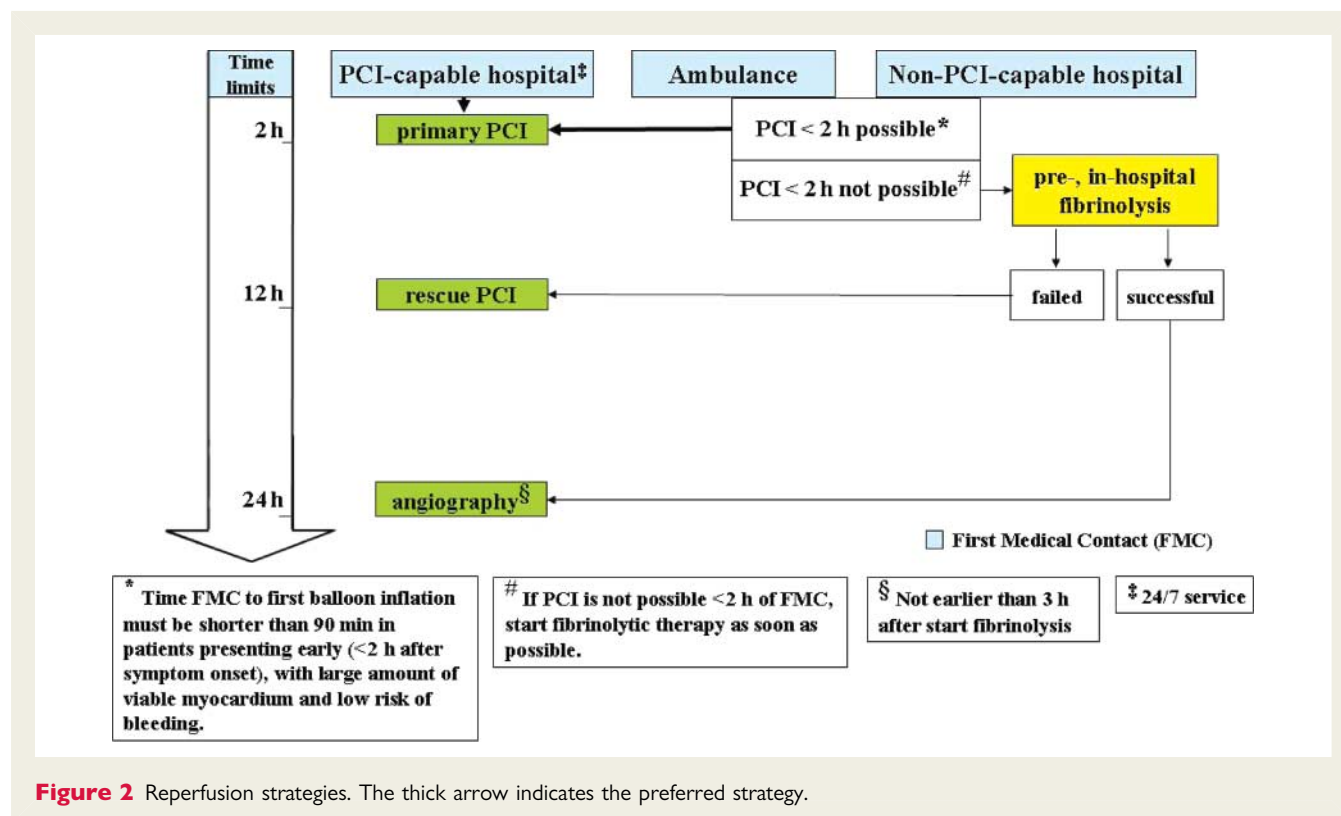 Time
limits
PCI-capable hospital‡
Ambulance
Non-PCI-capable hospital
2 h
primary PCI
PCI < 2 h possible*
PCI < 2 h not possible#
pre-, in-hospital
fibrinolysis
12 h
rescue PCI
failed
successful
24 h
angiography§
First Medical Contact (FMC)
* Time FMC to first balloon inflation
must be shorter than 90 min in
patients presenting early (<2 h after
symptom onset), with large amount of
viable myocardium and low risk of
bleeding.
# If PCI is not possible <2 h of FMC,
start fibrinolytic therapy as soon as
possible.
§ Not earlier than 3 h
after start fibrinolysis
‡ 24/7 service
Figure 2 Reperfusion strategies. The thick arrow indicates the preferred strategy.